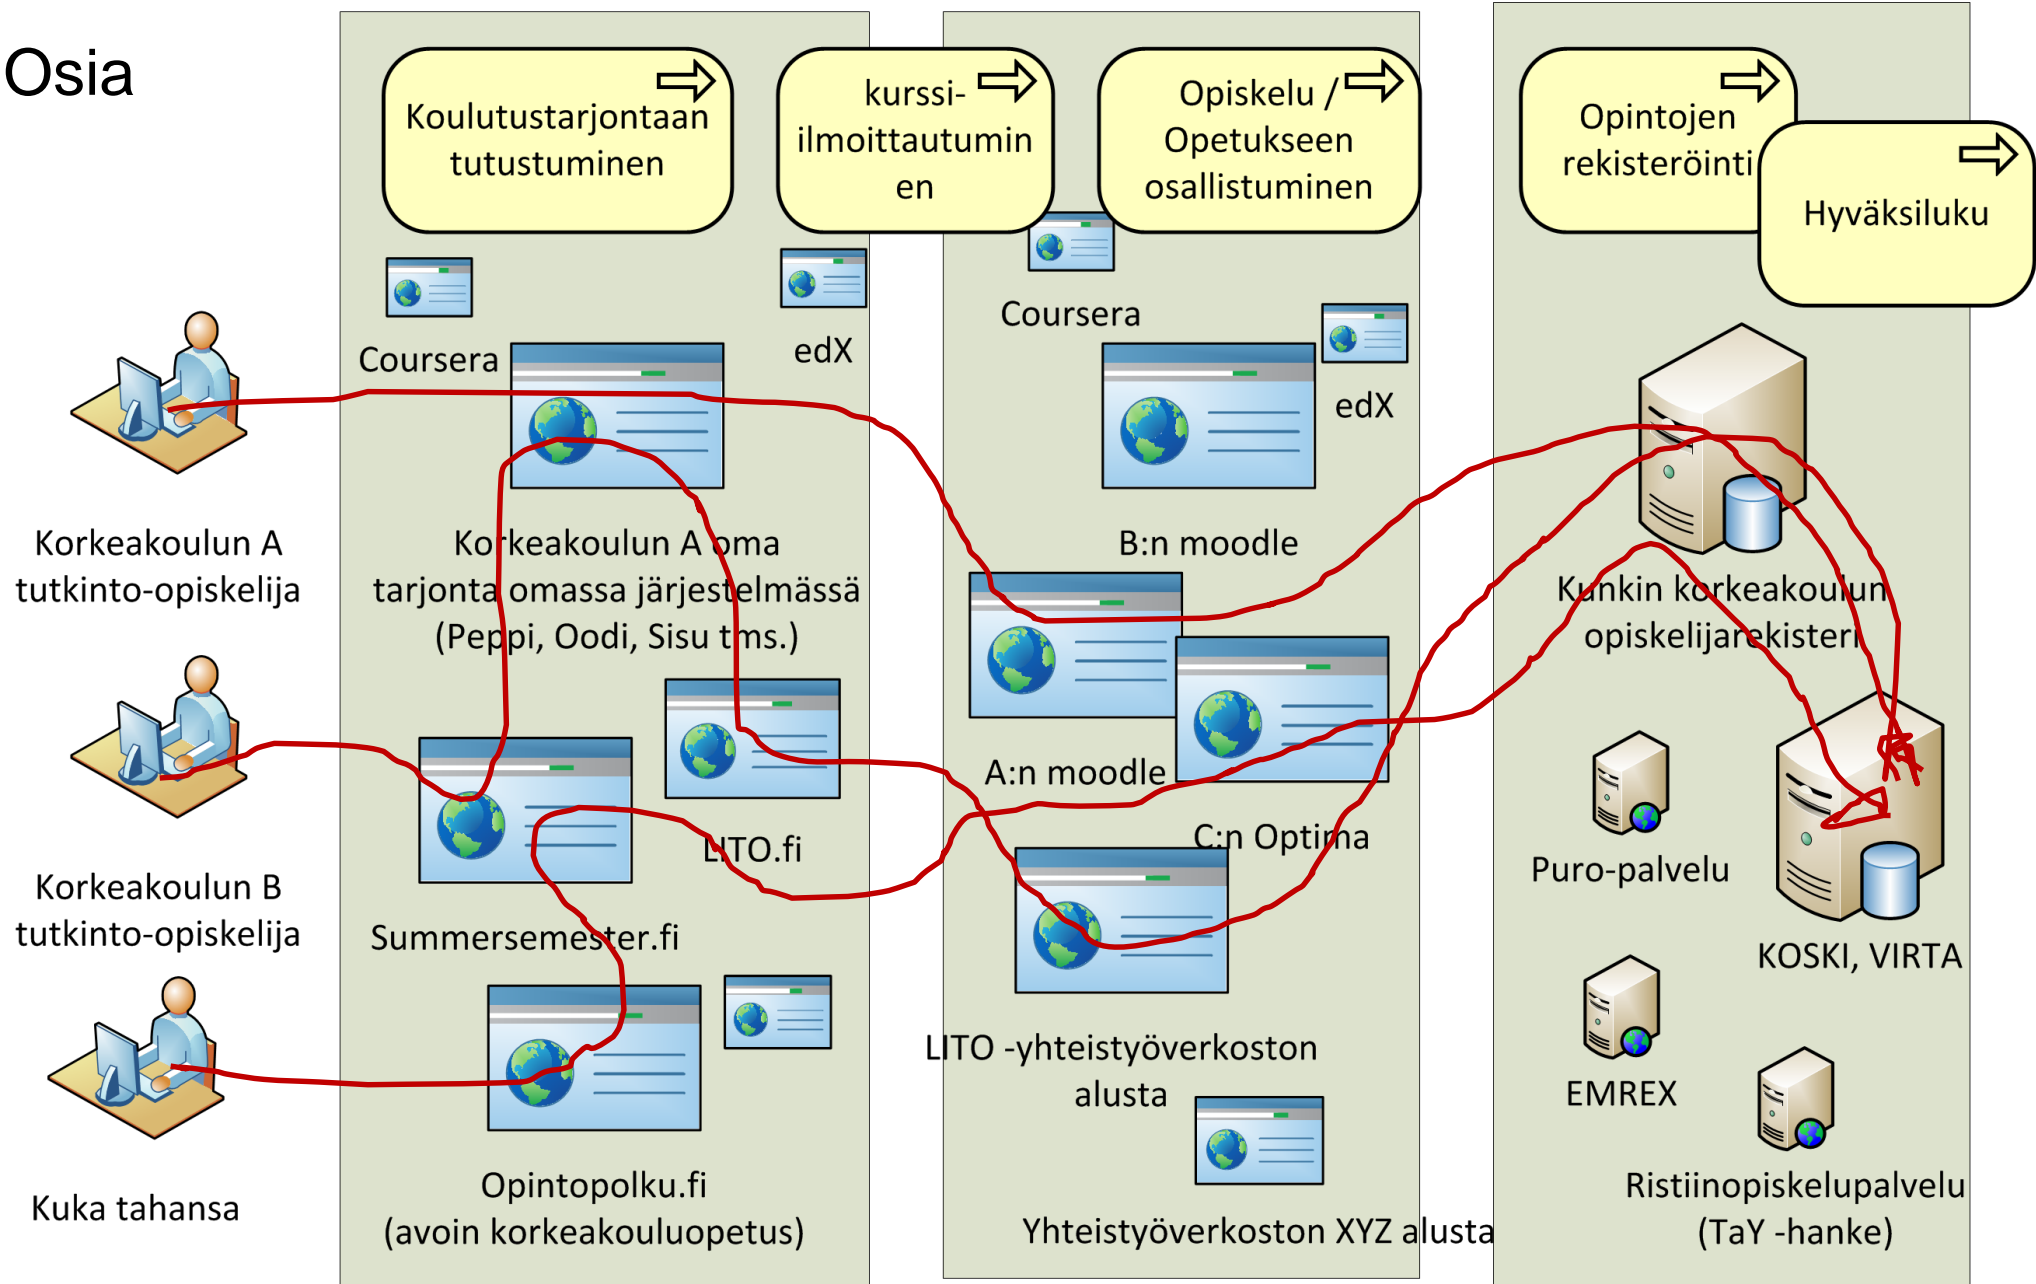 Osia
Koulutustarjontaan
tutustuminen
kurssi-
ilmoittautumin
en
Opiskelu /
Opetukseen
osallistuminen
Opintojen
rekisteröinti
Hyväksiluku
Coursera
edX
Coursera
edX
Korkeakoulun A
tutkinto-opiskelija
Korkeakoulun A oma
tarjonta omassa järjestelmässä
(Peppi, Oodi, Sisu tms.)
B:n moodle
Kunkin korkeakoulun
opiskelijarekisteri
A:n moodle
LITO.fi
C:n Optima
Puro-palvelu
Korkeakoulun B
tutkinto-opiskelija
Summersemester.fi
KOSKI, VIRTA
LITO -yhteistyöverkoston
alusta
EMREX
Kuka tahansa
Opintopolku.fi
(avoin korkeakouluopetus)
Yhteistyöverkoston XYZ alusta
Ristiinopiskelupalvelu
(TaY -hanke)